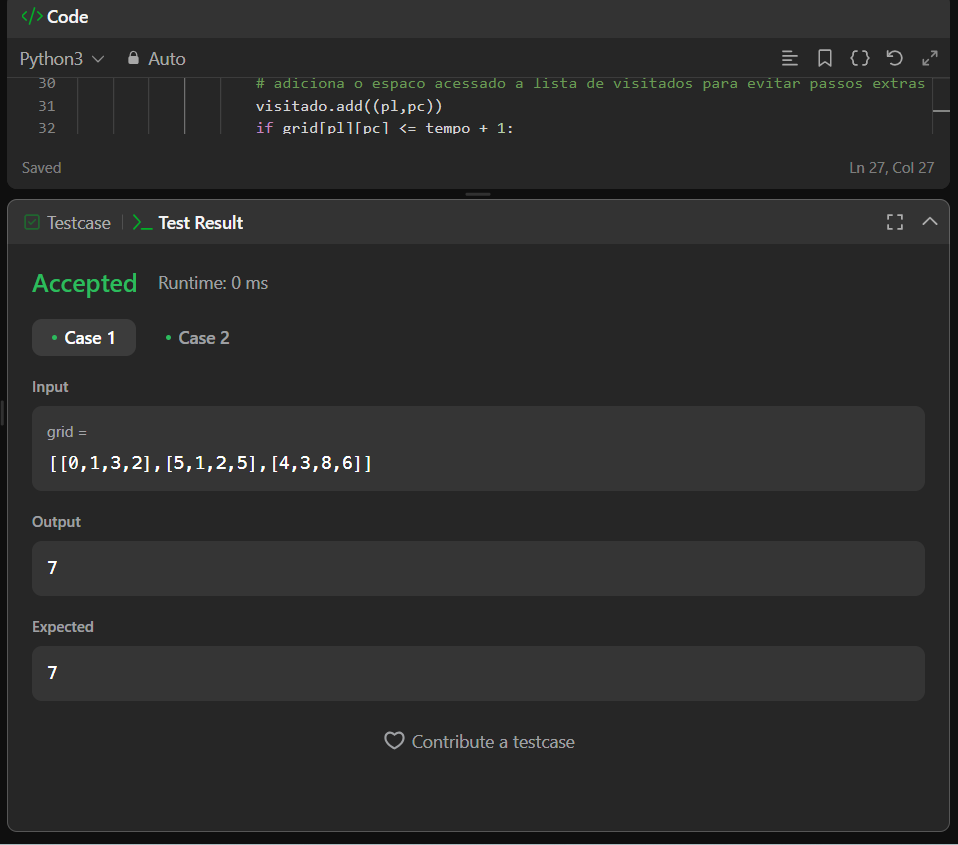 </> Code
Python3 Auto
30 # adiciona o espaco acessado a lista de visitados para evitar passos extras
31 visitado.add((pl,pc))
32 if grid[pl][pc] <= tempo + 1:
Saved Ln 27, Col 27
Testcase >_ Test Result
Accepted Runtime: 0 ms
• Case 1 • Case 2
Input
grid =
[[0,1,3,2],[5,1,2,5],[4,3,8,6]]
Output
7
Expected
7
Contribute a testcase